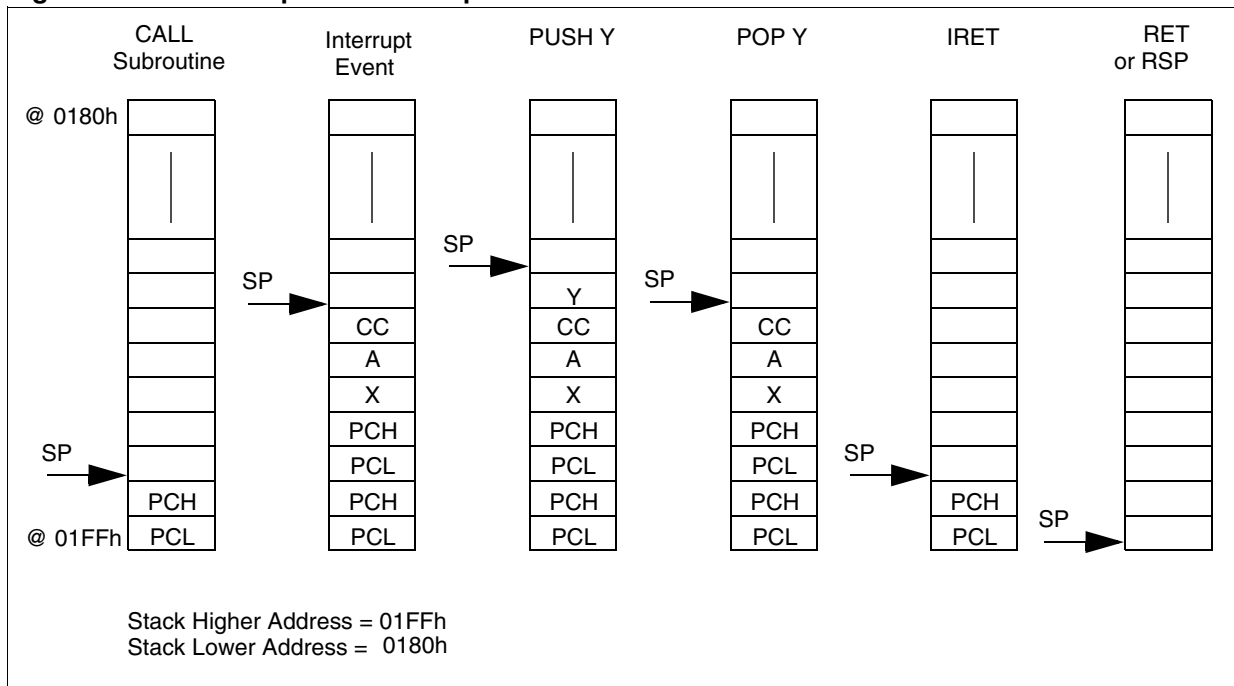 CALL
Subroutine
Interrupt
Event
PUSH Y
POP Y
IRET
RET
or RSP
@ 0180h
SP
PCH
@ 01FFh
PCL
SP
CC
A
X
PCH
PCL
PCH
PCL
SP
Y
CC
A
X
PCH
PCL
PCH
PCL
SP
CC
A
X
PCH
PCL
PCH
PCL
SP
PCH
PCL
SP
Stack Higher Address = 01FFh
Stack Lower Address = 0180h